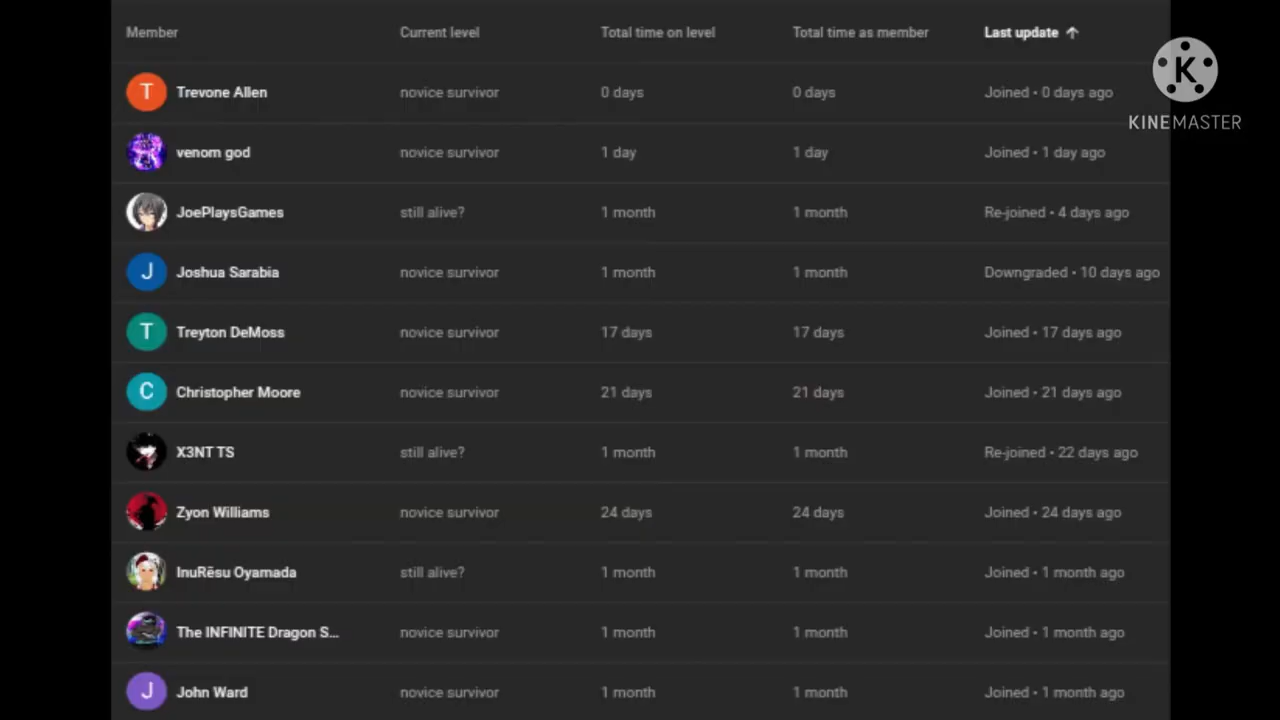 Member Current level Total time on level Total time as member Last update ↑
T Trevone Allen novice survivor 0 days 0 days Joined • 0 days ago
K
KINEMASTER
venom god novice survivor 1 day 1 day Joined • 1 day ago
JoePlaysGames still alive? 1 month 1 month Re-joined • 4 days ago
J Joshua Sarabia novice survivor 1 month 1 month Downgraded • 10 days ago
T Treyton DeMoss novice survivor 17 days 17 days Joined • 17 days ago
C Christopher Moore novice survivor 21 days 21 days Joined • 21 days ago
X3NT TS still alive? 1 month 1 month Re-joined • 22 days ago
Zyon Williams novice survivor 24 days 24 days Joined • 24 days ago
InuRēsu Oyamada still alive? 1 month 1 month Joined • 1 month ago
The INFINITE Dragon S... novice survivor 1 month 1 month Joined • 1 month ago
J John Ward novice survivor 1 month 1 month Joined • 1 month ago